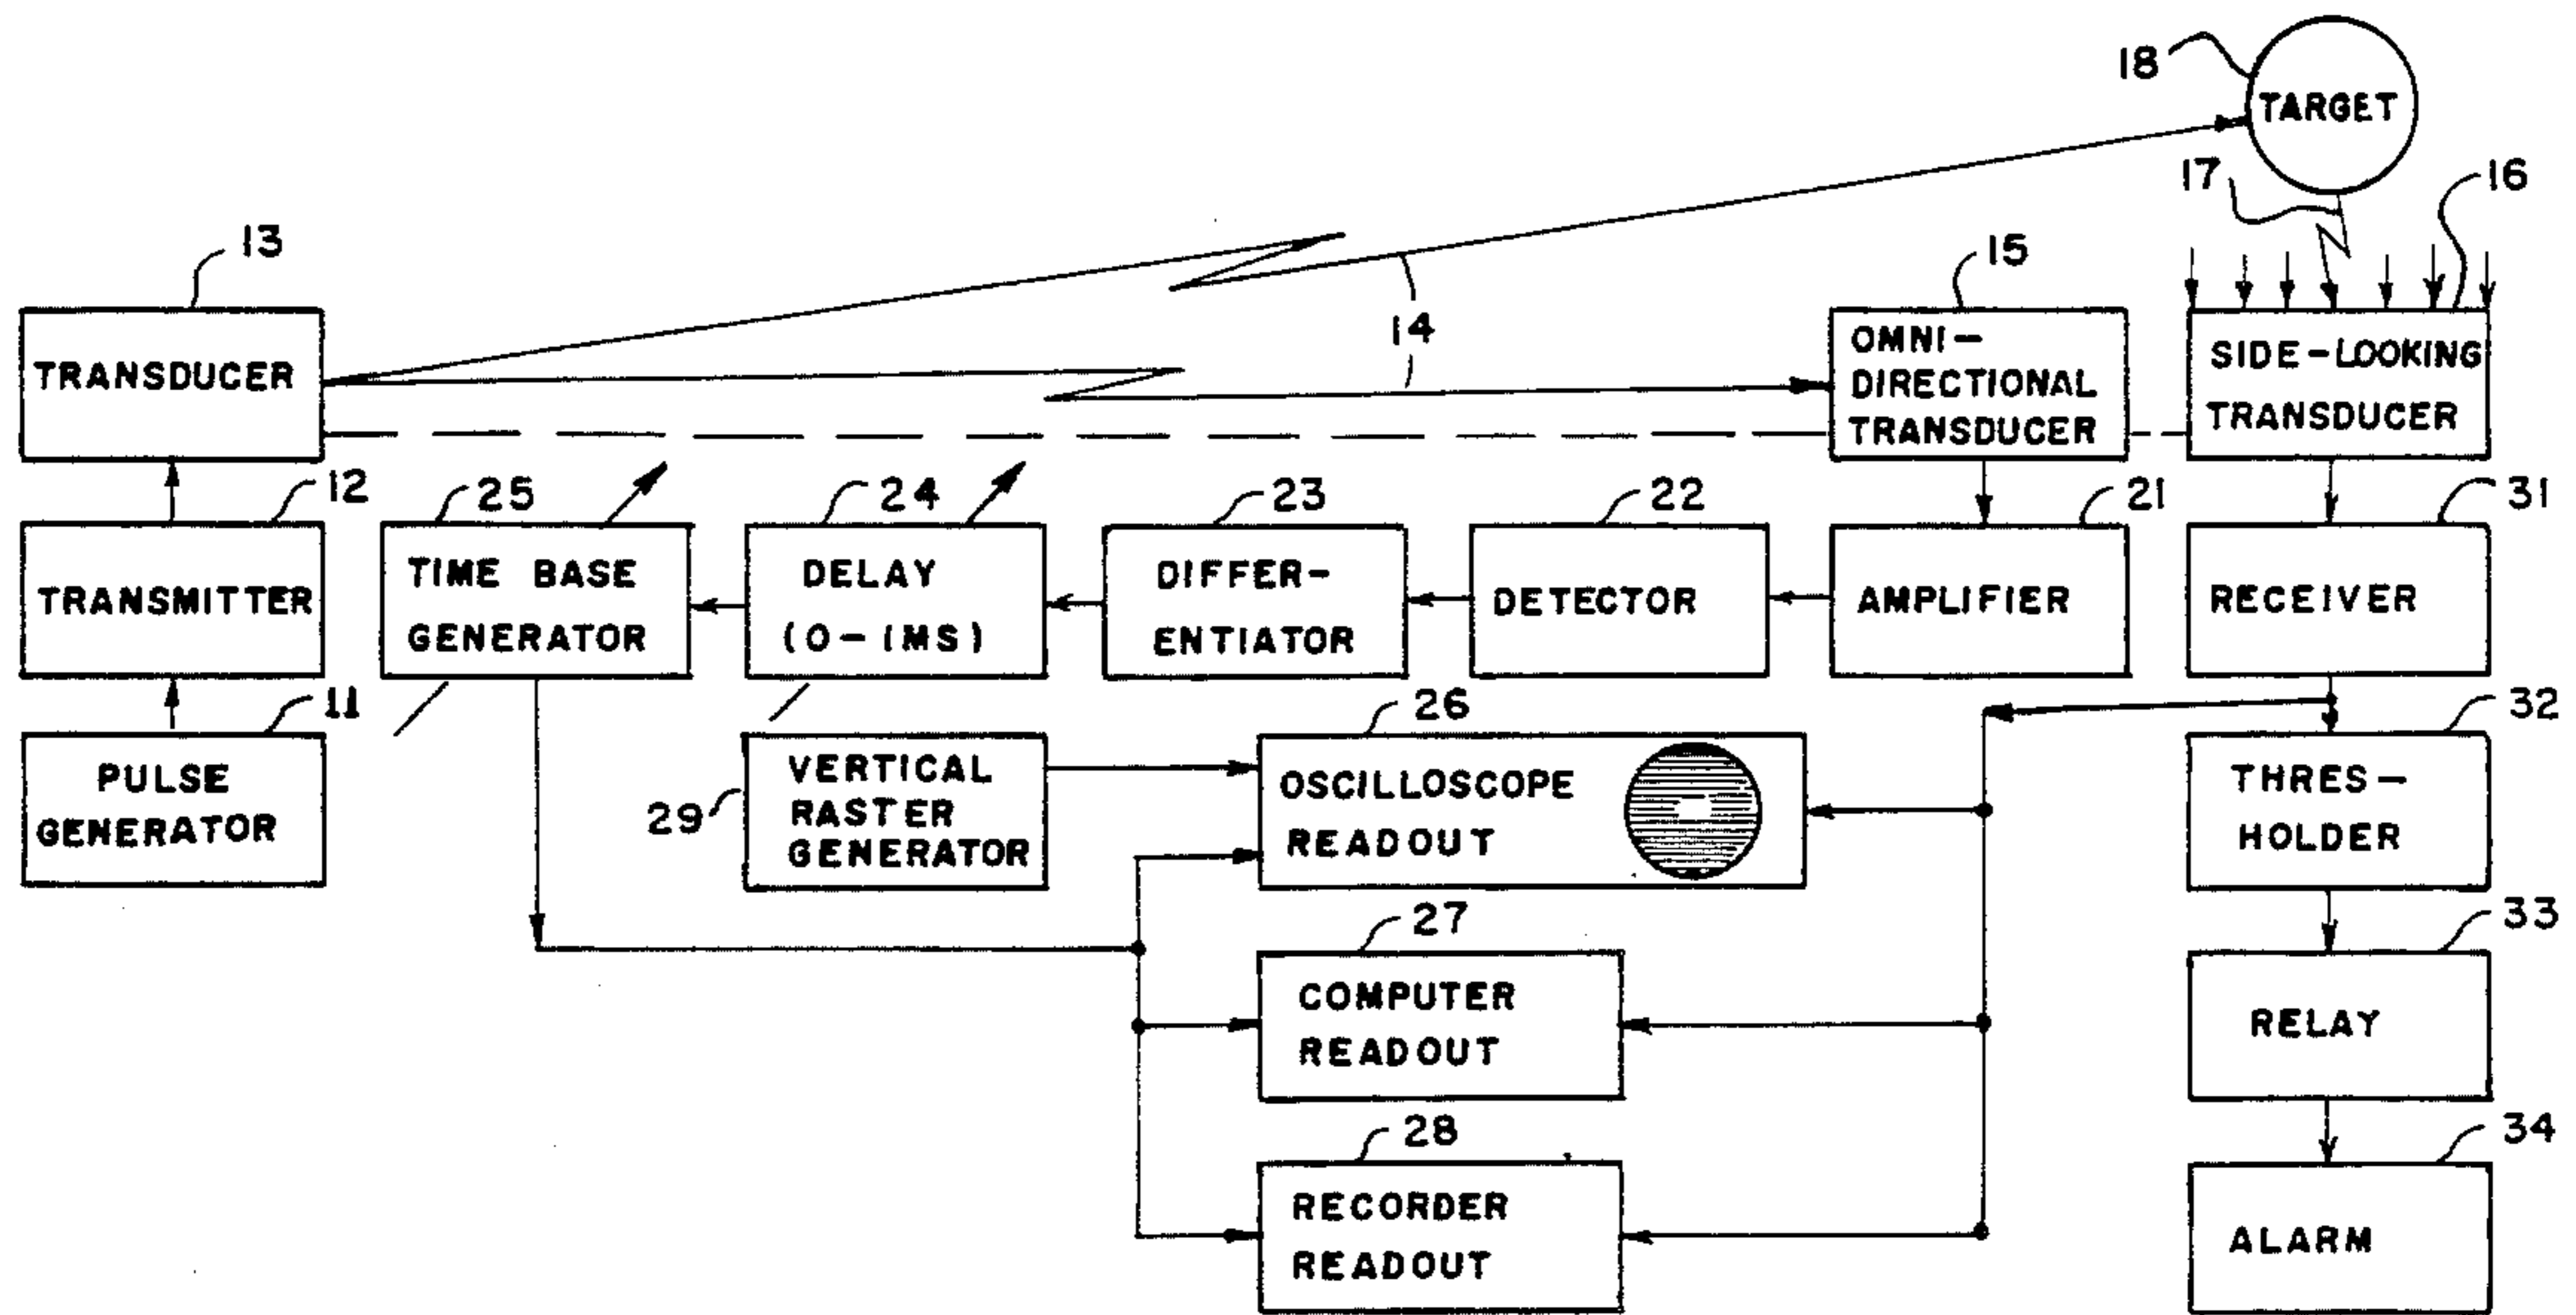 18
TARGET
17
16
13
15
14
TRANSDUCER
OMNI-
DIRECTIONAL
TRANSDUCER
SIDE-LOOKING
TRANSDUCER
12
25
24
23
22
21
31
TRANSMITTER
TIME BASE
GENERATOR
DELAY
(0-1MS)
DIFFER-
ENTIATOR
DETECTOR
AMPLIFIER
RECEIVER
11
26
32
PULSE
GENERATOR
29
VERTICAL
RASTER
GENERATOR
OSCILLOSCOPE
READOUT
THRES-
HOLDER
27
33
COMPUTER
READOUT
RELAY
28
34
RECORDER
READOUT
ALARM